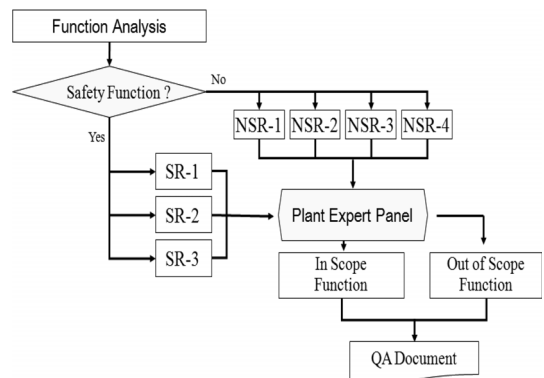 Function Analysis
Safety Function ?
No
Yes
NSR-1 NSR-2 NSR-3 NSR-4
SR-1
SR-2
SR-3
Plant Expert Panel
In Scope
Function
Out of Scope
Function
QA Document